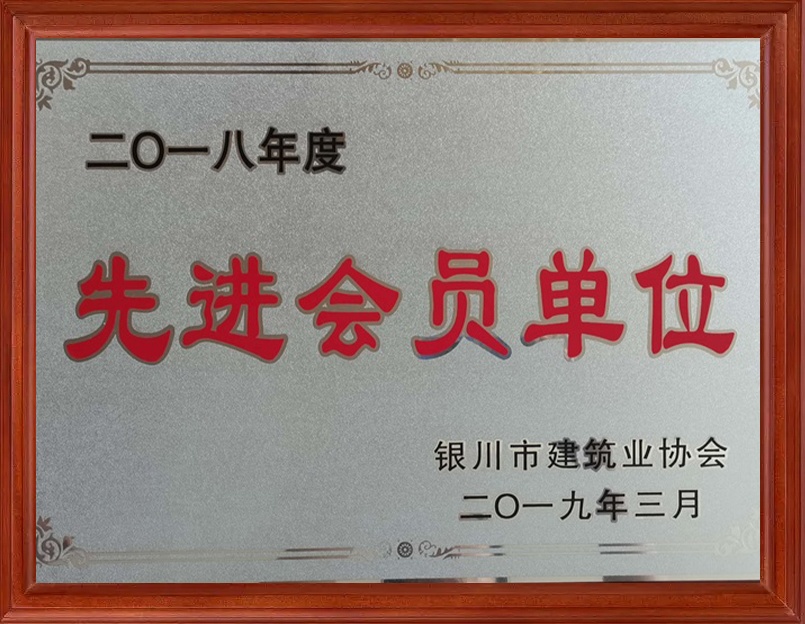 二〇一八年度
先进会员单位
银川市建筑业协会
二〇一九年三月